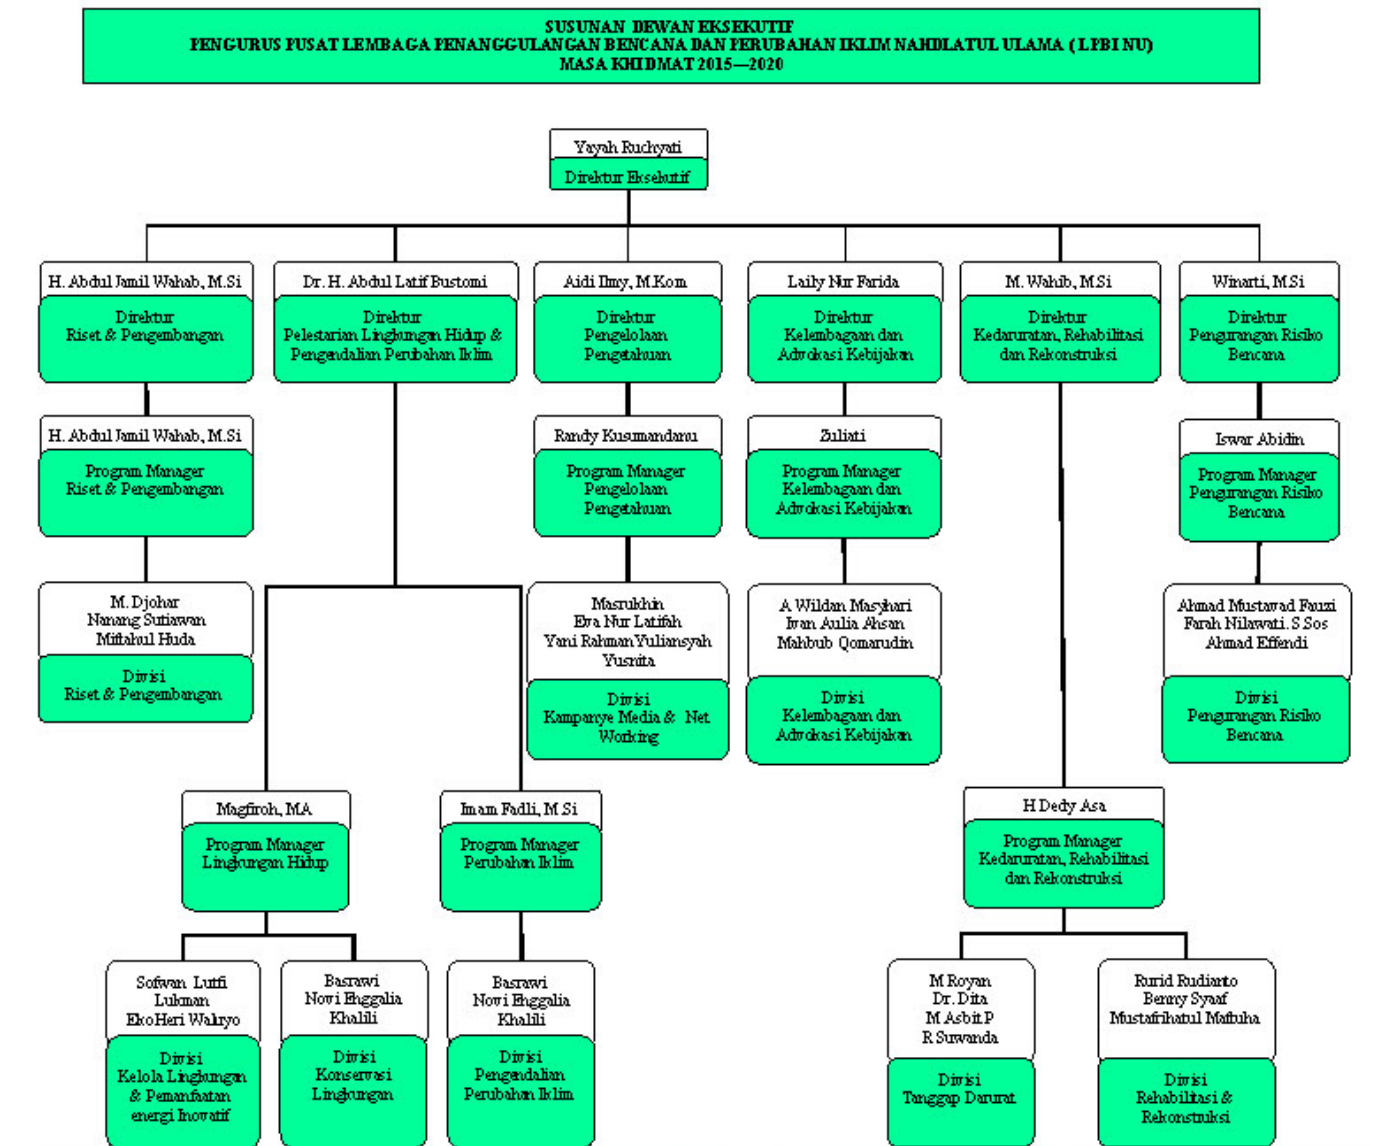 SUSUNAN DEWAN EKSEKUTIF
PENGURUS PUSAT LEMBAGA PENANGGULANGAN BENCANA DAN PERUBAHAN IKLIM NAHDLATUL ULAMA ( LPBI NU)
MASA KHIDMAT 2015—2020
Yayah Ruchyati
Direktur Eksekutif
H. Abdul Jamil Wahab, M.Si
Direktur
Riset & Pengembangan
Dr. H. Abdul Latif Bustomi
Direktur
Pelestarian Lingkungan Hidup &
Pengendalian Perubahan Iklim
Aidi Ilmy, M.Kom
Direktur
Pengelolaan
Pengetahuan
Laily Nur Farida
Direktur
Kelembagaan dan
Advokasi Kebijakan
M. Wahib, M.Si
Direktur
Kedaruratan, Rehabilitasi
dan Rekonstruksi
Winarti, M.Si
Direktur
Pengurangan Risiko
Bencana
H. Abdul Jamil Wahab, M.Si
Program Manager
Riset & Pengembangan
Randy Kusumandanu
Program Manager
Pengelolaan
Pengetahuan
Zuliati
Program Manager
Kelembagaan dan
Advokasi Kebijakan
Iswar Abidin
Program Manager
Pengurangan Risiko
Bencana
M. Djohar
Nanang Sutiawan
Miftahul Huda
Divisi
Riset & Pengembangan
Masrukhin
Eva Nur Latifah
Yani Rahman Yuliansyah
Yusnita
Divisi
Kampanye Media & Net
Working
A Wildan Masyhari
Iwan Aulia Ahsan
Mahbub Qomarudin
Divisi
Kelembagaan dan
Advokasi Kebijakan
Ahmad Mustavad Fauzi
Farah Nilawati. S.Sos
Ahmad Effendi
Divisi
Pengurangan Risiko
Bencana
Magfiroh, MA
Program Manager
Lingkungan Hidup
Imam Fadli, M.Si
Program Manager
Perubahan Iklim
H Dedy Asa
Program Manager
Kedaruratan, Rehabilitasi
dan Rekonstruksi
Sofwan Lutfi
Lukman
Eko Heri Waluyo
Divisi
Kelola Lingkungan
& Pemanfaatan
energi Inovatif
Basrawi
Novi Enggalia
Khalili
Divisi
Konservasi
Lingkungan
Basrawi
Novi Enggalia
Khalili
Divisi
Pengendalian
Perubahan Iklim
M Royan
Dr. Dita
M Asbit P
R Suwanda
Divisi
Tanggap Darurat
Rurid Rudianto
Benny Syaaf
Mustafrihatul Maftuha
Divisi
Rehabilitasi &
Rekonstruksi